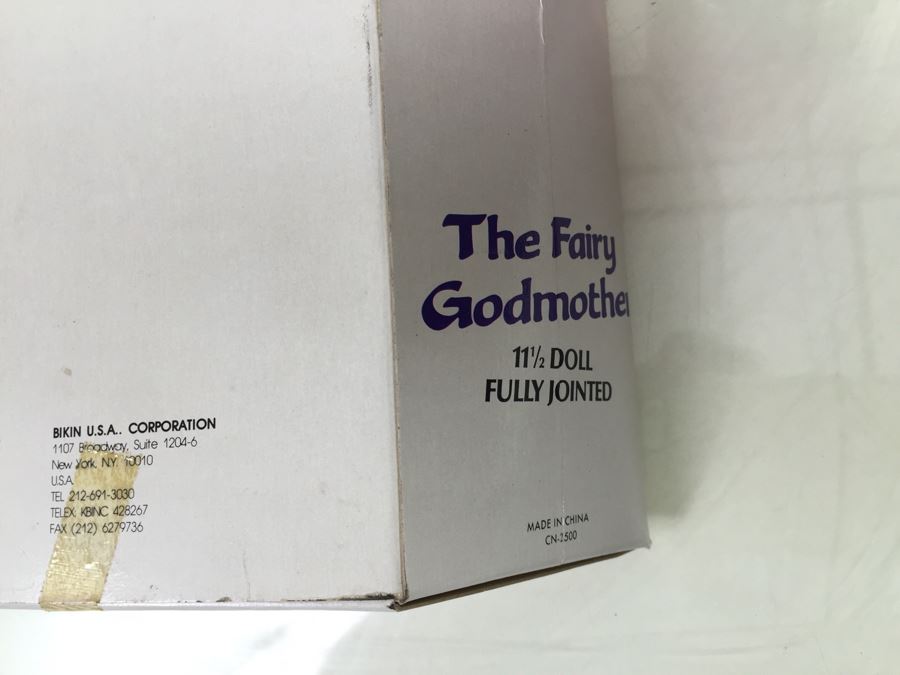 BIKIN U.S.A.. CORPORATION
1107 Broadway, Suite 1204-6
New York, N.Y. 10010
U.S.A.
TEL 212-691-3030
TELEX: KBINC 428267
FAX (212) 6279736
The Fairy
Godmother
11½ DOLL
FULLY JOINTED
MADE IN CHINA
CN-2500